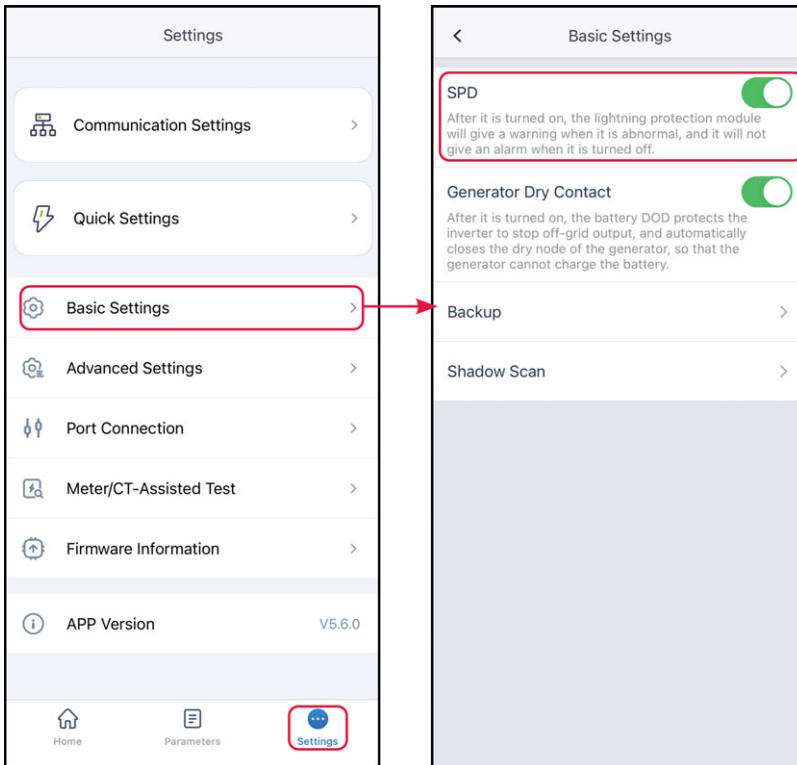 Settings
Communication Settings
Quick Settings
Basic Settings
Advanced Settings
Port Connection
Meter/CT-Assisted Test
Firmware Information
APP Version V5.6.0
Home Parameters Settings
Basic Settings
SPD
After it is turned on, the lightning protection module
will give a warning when it is abnormal, and it will not
give an alarm when it is turned off.
Generator Dry Contact
After it is turned on, the battery DOD protects the
inverter to stop off-grid output, and automatically
closes the dry node of the generator, so that the
generator cannot charge the battery.
Backup
Shadow Scan